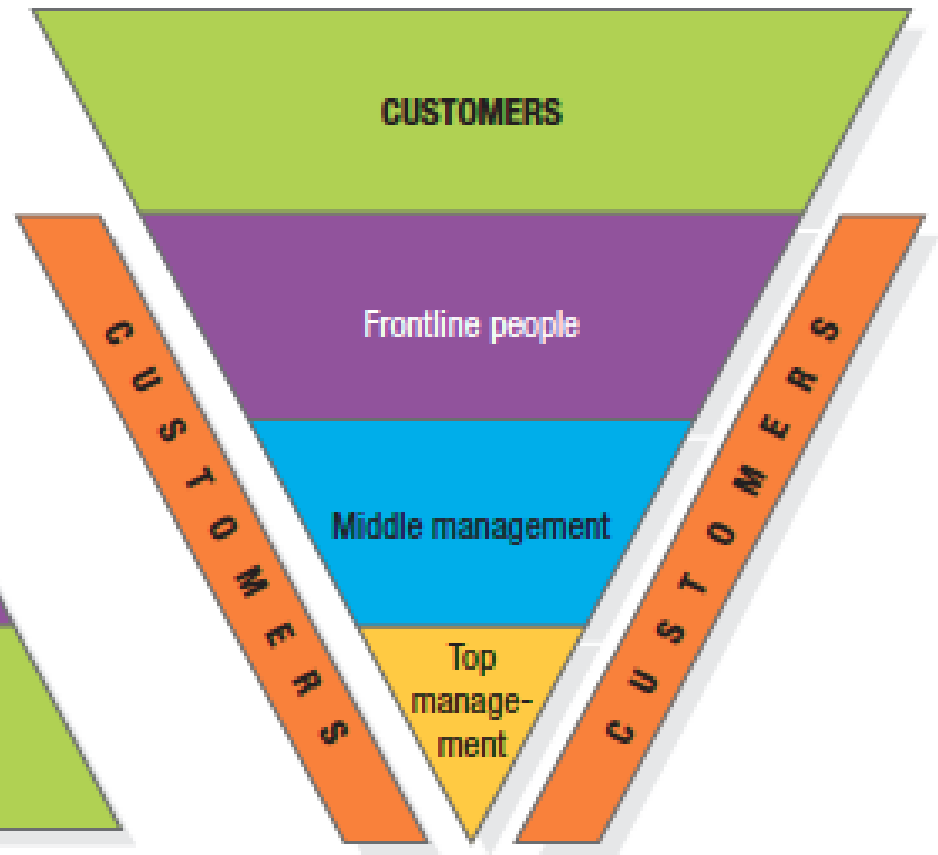 CUSTOMERS
Frontline people
Middle management
Top
manage-
ment
CUSTOMERS
CUSTOMERS